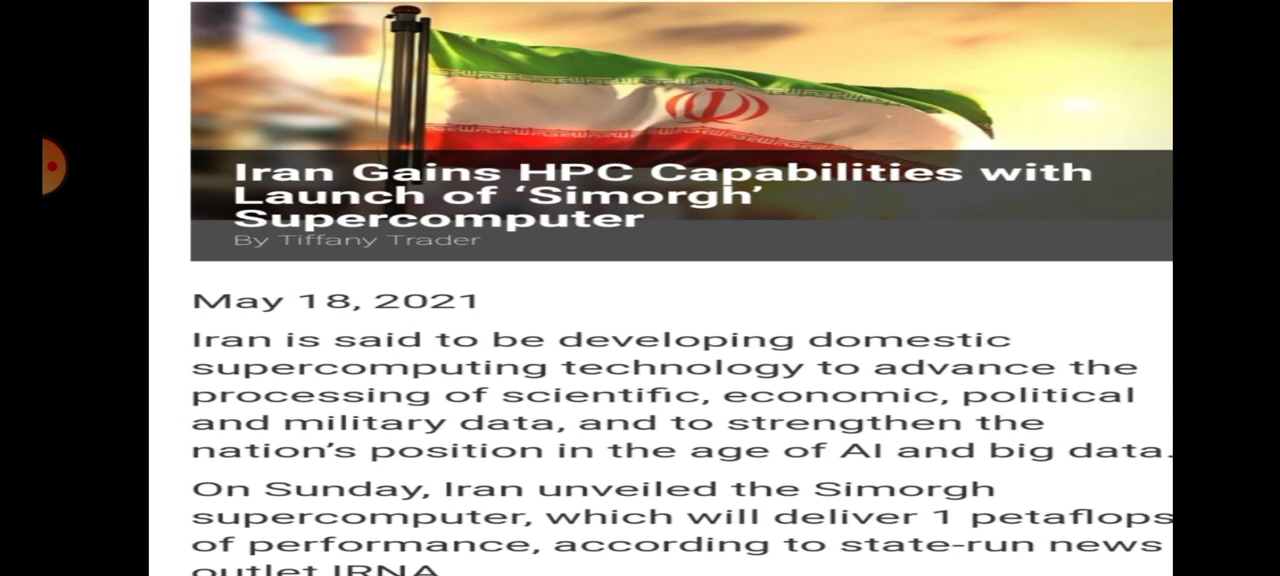 Iran Gains HPC Capabilities with
Launch of ‘Simorgh’
Supercomputer
By Tiffany Trader
May 18, 2021
Iran is said to be developing domestic
supercomputing technology to advance the
processing of scientific, economic, political
and military data, and to strengthen the
nation’s position in the age of AI and big data.
On Sunday, Iran unveiled the Simorgh
supercomputer, which will deliver 1 petaflops
of performance, according to state-run news
outlet IRNA